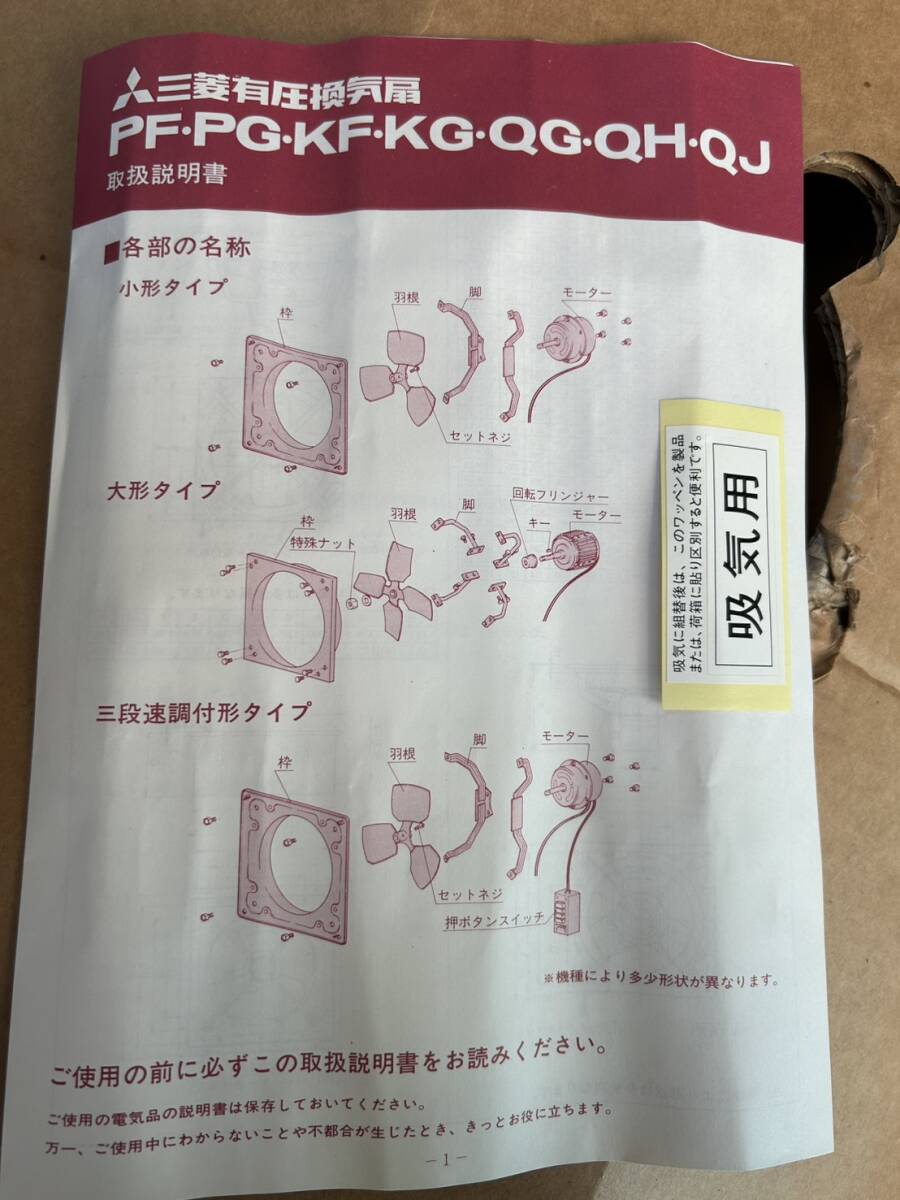 三菱有圧換気扇
PF・PG・KF・KG・QG・QH・QJ
取扱説明書
■各部の名称
小形タイプ
枠
羽根
脚
モーター
セットネジ
大形タイプ
枠
特殊ナット
羽根
脚
回転フリンジャー
キー
モーター
三段速調付形タイプ
枠
羽根
脚
モーター
セットネジ
押ボタンスイッチ
※機種により多少形状が異なります。
吸気に組替後は、このワッペンを製品
または、荷箱に貼り区別すると便利です。
吸気用
ご使用の前に必ずこの取扱説明書をお読みください。
ご使用の電気品の説明書は保存しておいてください。
万一、ご使用中にわからないことや不都合が生じたとき、きっとお役に立ちます。
－1－